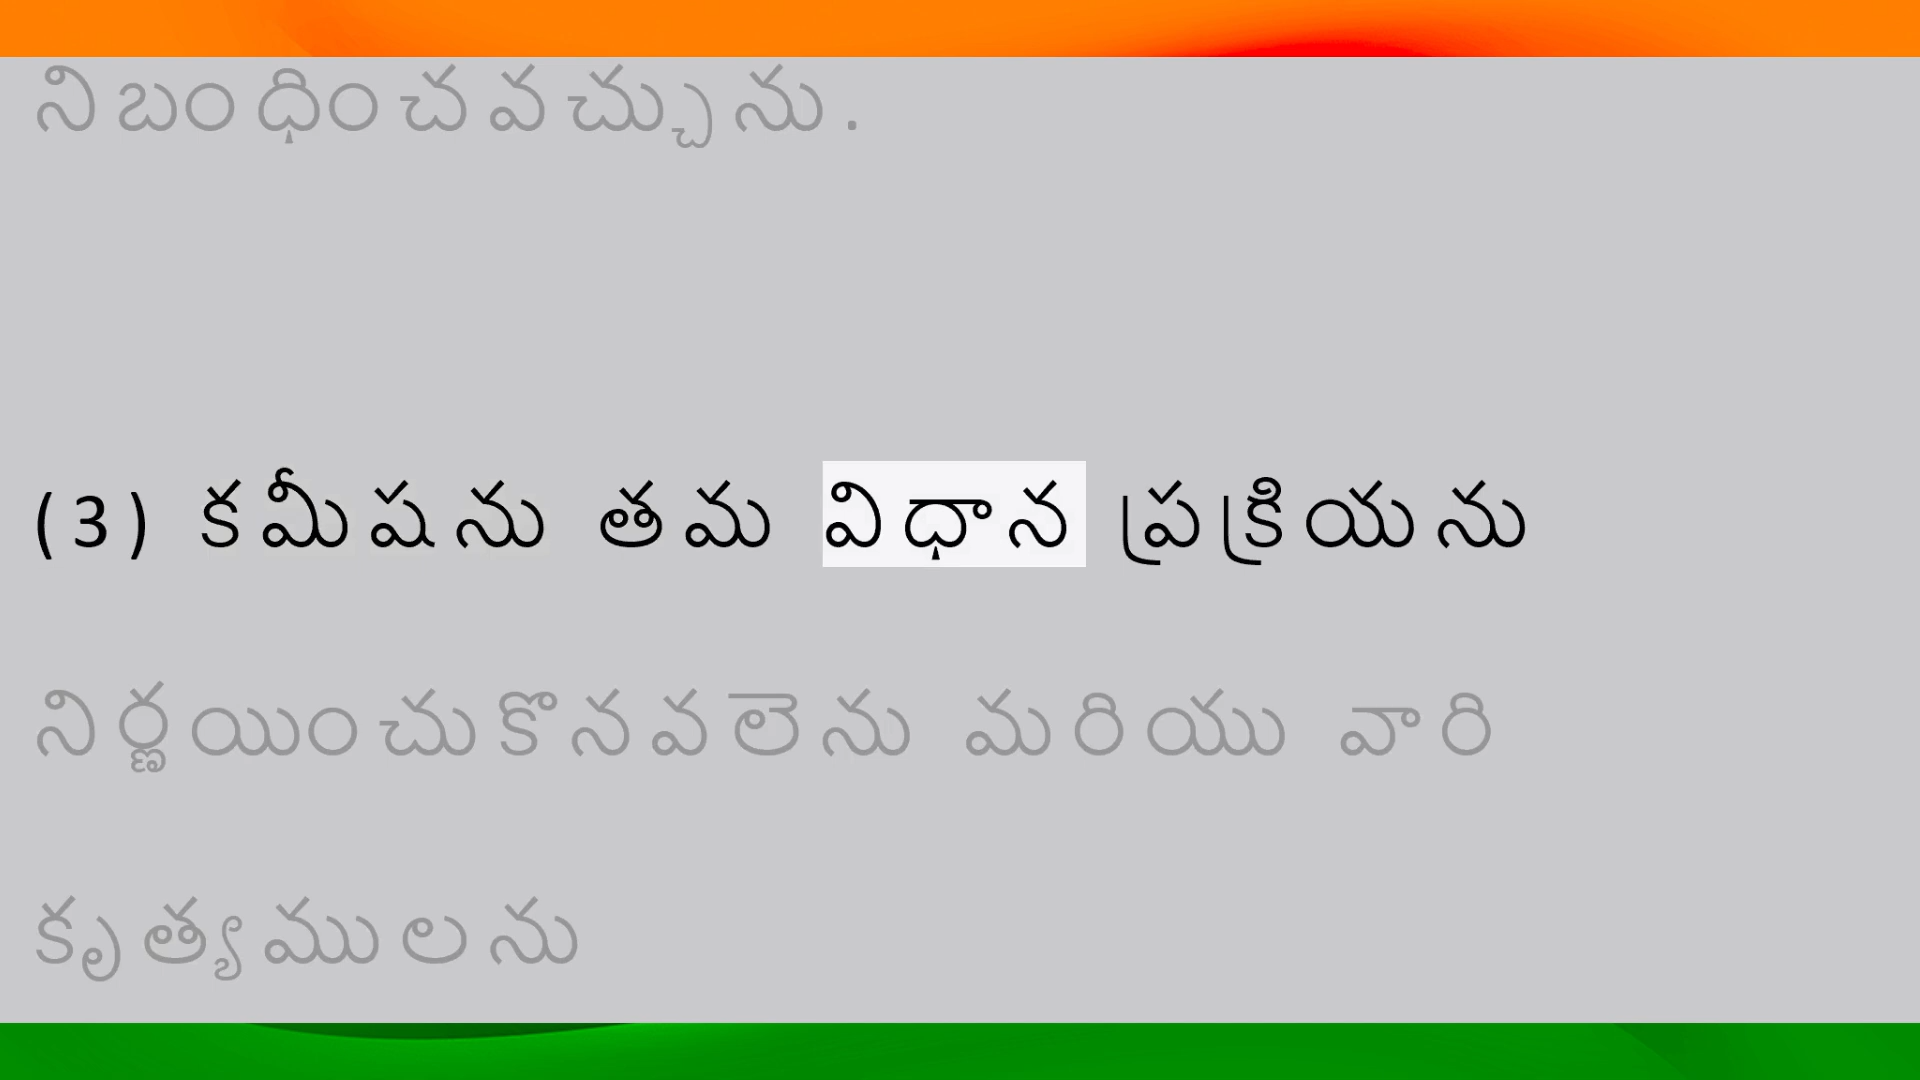 నిబంధించవచ్చును.
(3) కమీషను తమ విధాన ప్రక్రియను
నిర్ణయించుకొనవలెను మరియు వారి
కృత్యములను